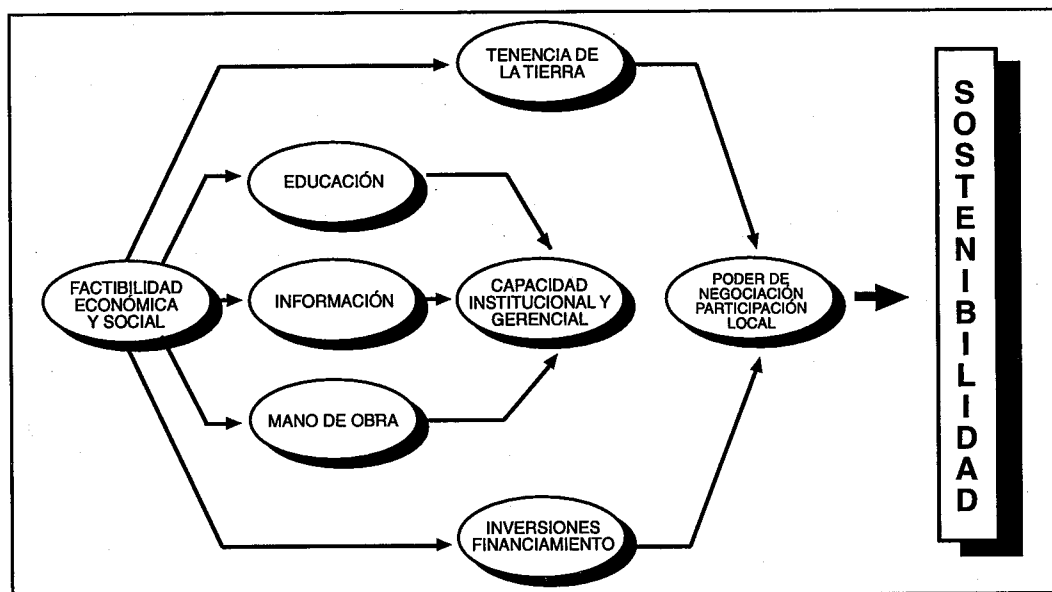 TENENCIA DE
LA TIERRA
EDUCACIÓN
FACTIBILIDAD
ECONÓMICA
Y SOCIAL
INFORMACIÓN
CAPACIDAD
INSTITUCIONAL Y
GERENCIAL
PODER DE
NEGOCIACIÓN
PARTICIPACIÓN
LOCAL
MANO DE OBRA
INVERSIONES
FINANCIAMIENTO
SOSTENIBILIDAD